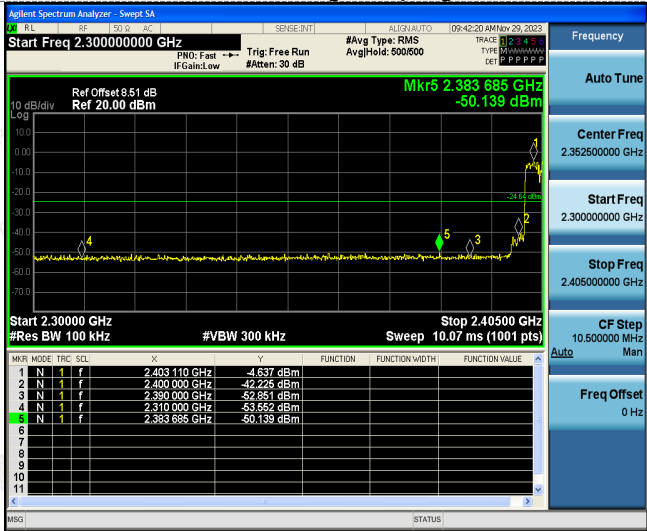 Agilent Spectrum Analyzer - Swept SA
RL RF 50 Ω AC SENSE:INT ALIGN AUTO 09:42:20 AM Nov 29, 2023
Start Freq 2.300000000 GHz
PNO: Fast
IFGain:Low
Trig: Free Run
#Atten: 30 dB
#Avg Type: RMS
Avg|Hold: 500/500
TRACE 1 2 3 4 5 6
TYPE M
DET P P P P P P
Frequency
Auto Tune
Center Freq
2.352500000 GHz
Start Freq
2.300000000 GHz
Stop Freq
2.405000000 GHz
CF Step
10.500000 MHz
Auto Man
Freq Offset
0 Hz
Mkr5 2.383 685 GHz
-50.139 dBm
Ref Offset 8.51 dB
10 dB/div Ref 20.00 dBm
Log
10.0
0.00
-10.0
-20.0
-30.0
-40.0
-50.0
-60.0
-70.0
1
-24.64 dBm
2
3
4
5
Start 2.30000 GHz Stop 2.40500 GHz
#Res BW 100 kHz #VBW 300 kHz Sweep 10.07 ms (1001 pts)
MKR MODE TRC SCL X Y FUNCTION FUNCTION WIDTH FUNCTION VALUE
1 N 1 f 2.403 110 GHz -4.637 dBm
2 N 1 f 2.400 000 GHz -42.225 dBm
3 N 1 f 2.390 000 GHz -52.851 dBm
4 N 1 f 2.310 000 GHz -53.552 dBm
5 N 1 f 2.383 685 GHz -50.139 dBm
6
7
8
9
10
11
MSG STATUS